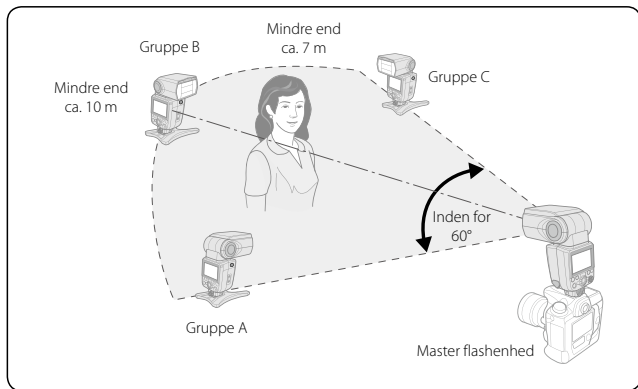 Mindre end
ca. 7 m
Gruppe B
Gruppe C
Mindre end
ca. 10 m
Inden for
60°
Gruppe A
Master flashenhed